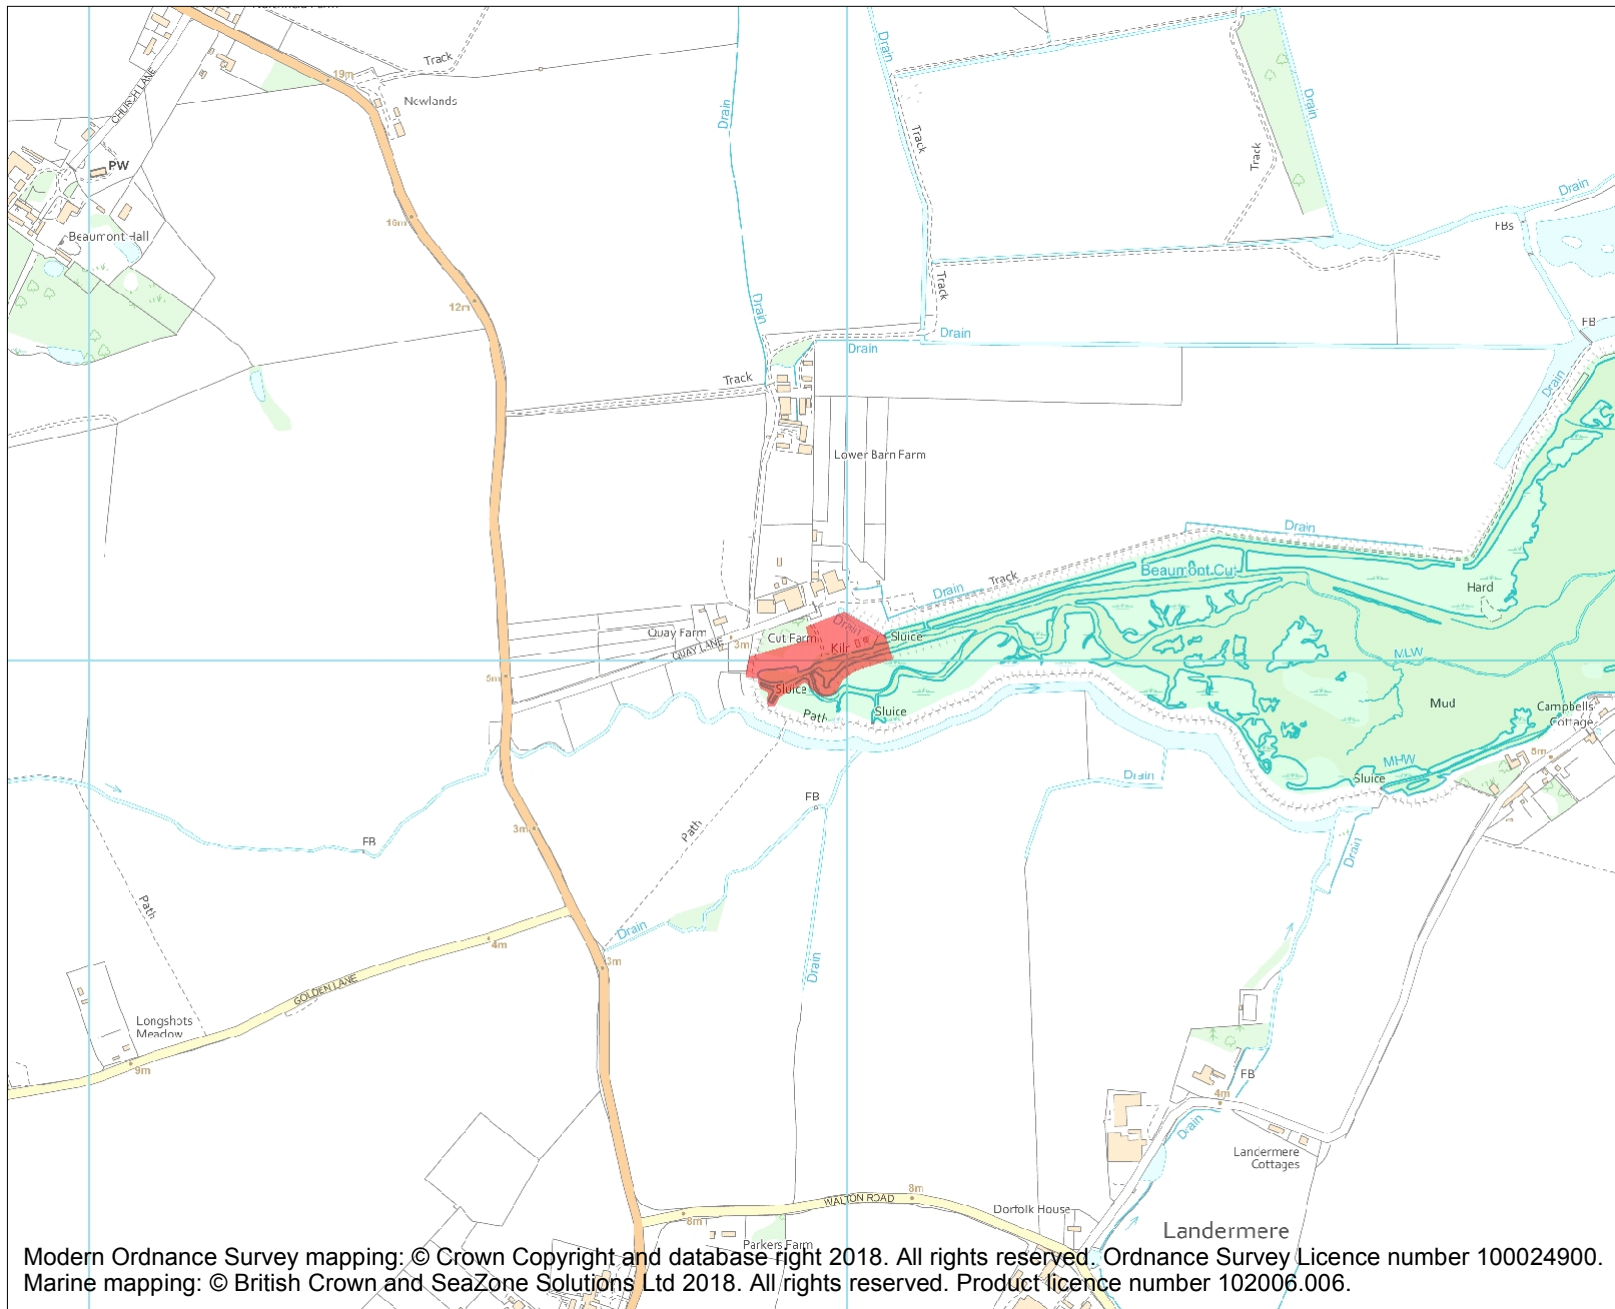 Track
19m
CHURCH LANE
Newlands
Drain
Drain
Drain
Track
Track
PW
Drain
16m
FBs
Beaumont Hall
Track
12m
Drain
FB
Drain
Drain
Track
Drain
Lower Barn Farm
Drain
Beaumont Cut
Track
Drain
Hard
Drain
Quay Farm
Cut Farm
Sluice
3m
QUAY LANE
Kiln
MLW
5m
Sluice
Path
Sluice
Mud
Campbells
Cottage
5m
MHW
Sluice
Drain
FB
3m
Path
FB
Drain
Path
Drain
4m
3m
Drain
GOLDEN LANE
Longshots
Meadow
9m
FB
4m
Drain
Landermere
Cottages
8m
WALTON ROAD
Dorfolk House
8m
Parkers Farm
Landermere
Modern Ordnance Survey mapping: © Crown Copyright and database right 2018. All rights reserved. Ordnance Survey Licence number 100024900.
Marine mapping: © British Crown and SeaZone Solutions Ltd 2018. All rights reserved. Product licence number 102006.006.